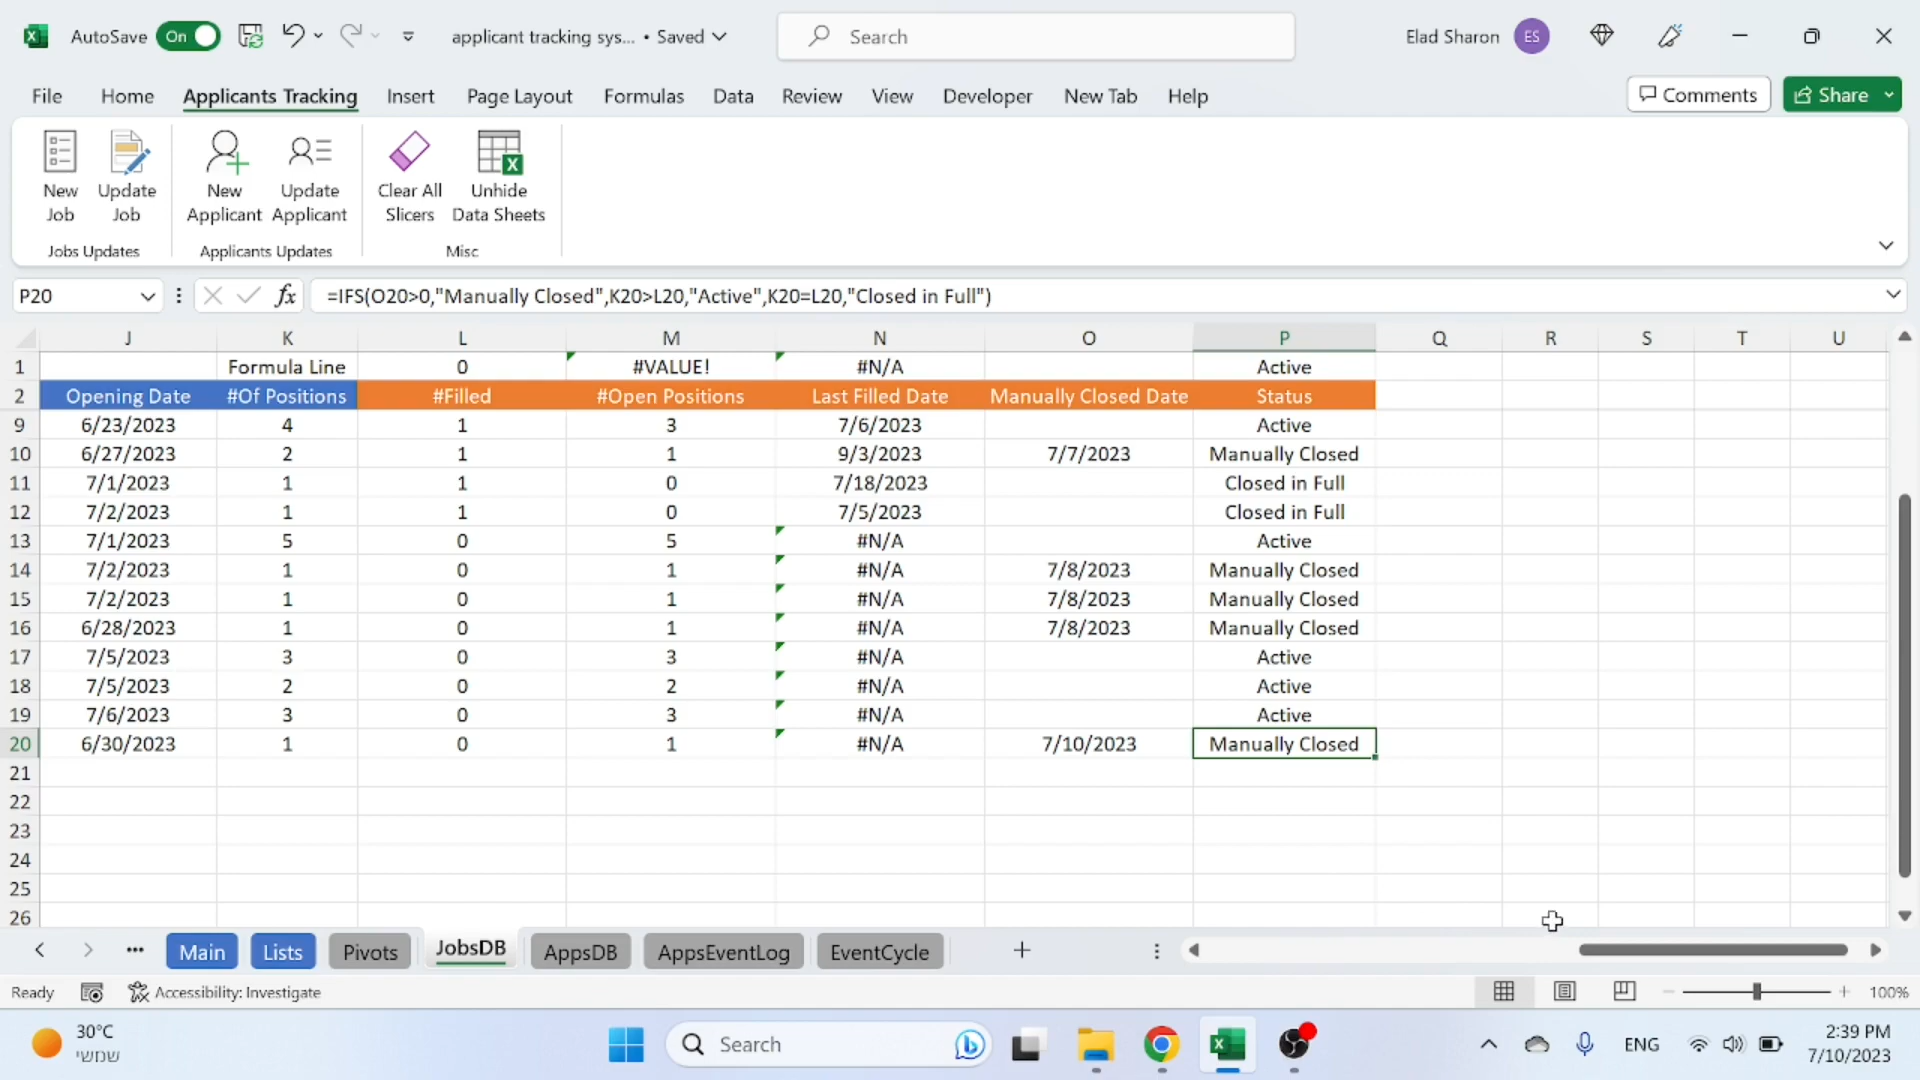 AutoSave On applicant tracking sys... • Saved Search Elad Sharon ES
File Home Applicants Tracking Insert Page Layout Formulas Data Review View Developer New Tab Help Comments Share
New Job Update Job New Applicant Update Applicant Clear All Slicers Unhide Data Sheets
Jobs Updates Applicants Updates Misc
P20 fx =IFS(O20>0,"Manually Closed",K20>L20,"Active",K20=L20,"Closed in Full")
J K L M N O P Q R S T U
1 Formula Line 0 #VALUE! #N/A Active
2 Opening Date #Of Positions #Filled #Open Positions Last Filled Date Manually Closed Date Status
9 6/23/2023 4 1 3 7/6/2023 Active
10 6/27/2023 2 1 1 9/3/2023 7/7/2023 Manually Closed
11 7/1/2023 1 1 0 7/18/2023 Closed in Full
12 7/2/2023 1 1 0 7/5/2023 Closed in Full
13 7/1/2023 5 0 5 #N/A Active
14 7/2/2023 1 0 1 #N/A 7/8/2023 Manually Closed
15 7/2/2023 1 0 1 #N/A 7/8/2023 Manually Closed
16 6/28/2023 1 0 1 #N/A 7/8/2023 Manually Closed
17 7/5/2023 3 0 3 #N/A Active
18 7/5/2023 2 0 2 #N/A Active
19 7/6/2023 3 0 3 #N/A Active
20 6/30/2023 1 0 1 #N/A 7/10/2023 Manually Closed
21
22
23
24
25
26
... Main Lists Pivots JobsDB AppsDB AppsEventLog EventCycle
Ready Accessibility: Investigate 100%
30°C Search ENG 2:39 PM
שמשי 7/10/2023